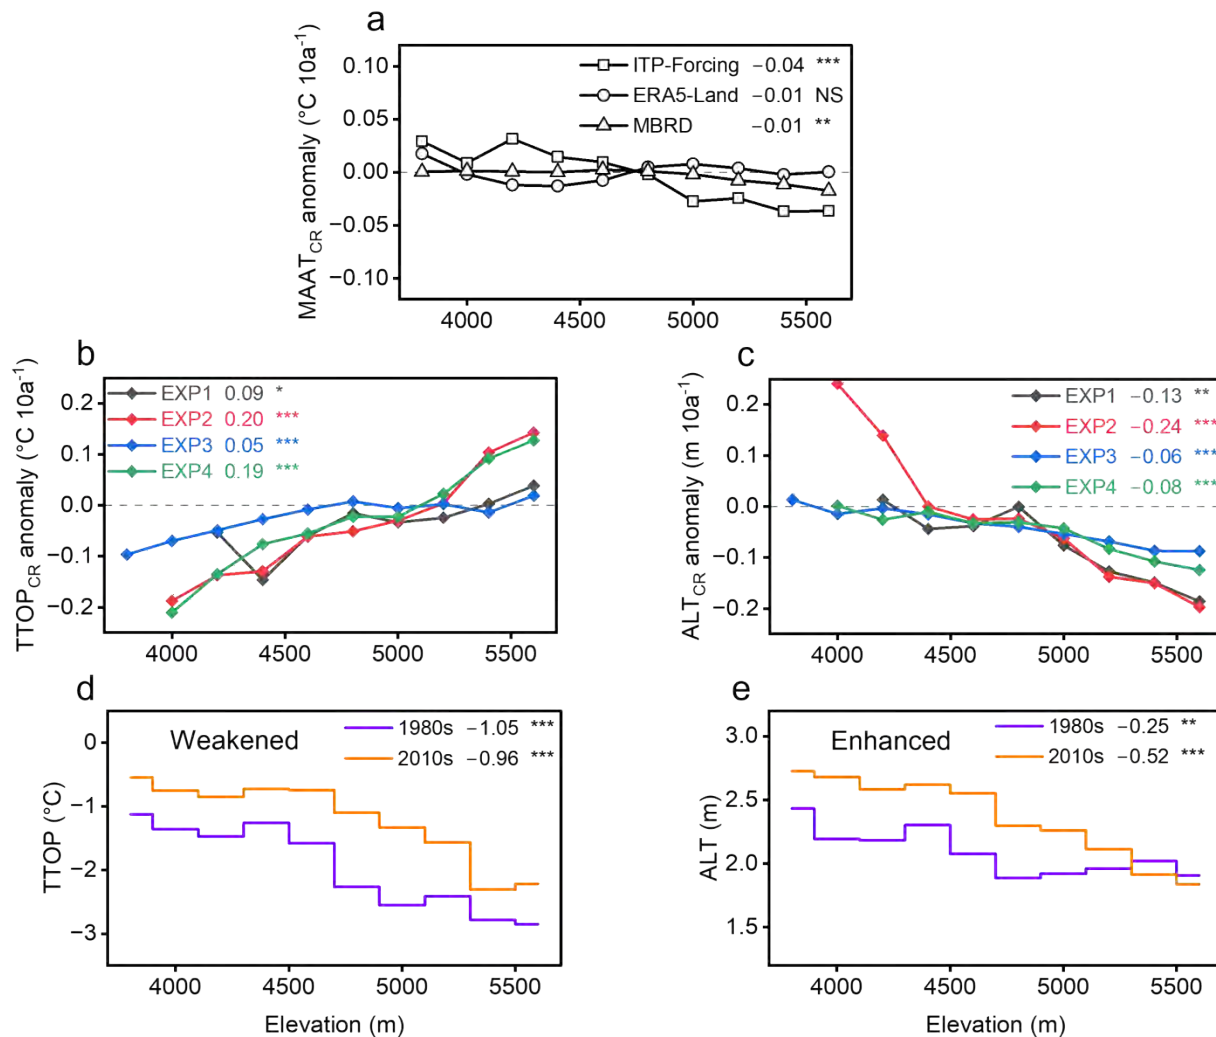 a
MAAT_CR anomaly (°C 10a⁻¹)
0.10
0.05
0.00
−0.05
−0.10
ITP-Forcing −0.04 ***
ERA5-Land −0.01 NS
MBRD −0.01 **
4000 4500 5000 5500
b
TTOP_CR anomaly (°C 10a⁻¹)
0.2
0.1
0.0
−0.1
−0.2
EXP1 0.09 *
EXP2 0.20 ***
EXP3 0.05 ***
EXP4 0.19 ***
4000 4500 5000 5500
c
ALT_CR anomaly (m 10a⁻¹)
0.2
0.1
0.0
−0.1
−0.2
EXP1 −0.13 **
EXP2 −0.24 ***
EXP3 −0.06 ***
EXP4 −0.08 ***
4000 4500 5000 5500
d
TTOP (°C)
0
−1
−2
−3
Weakened
1980s −1.05 ***
2010s −0.96 ***
4000 4500 5000 5500
Elevation (m)
e
ALT (m)
3.0
2.5
2.0
1.5
Enhanced
1980s −0.25 **
2010s −0.52 ***
4000 4500 5000 5500
Elevation (m)